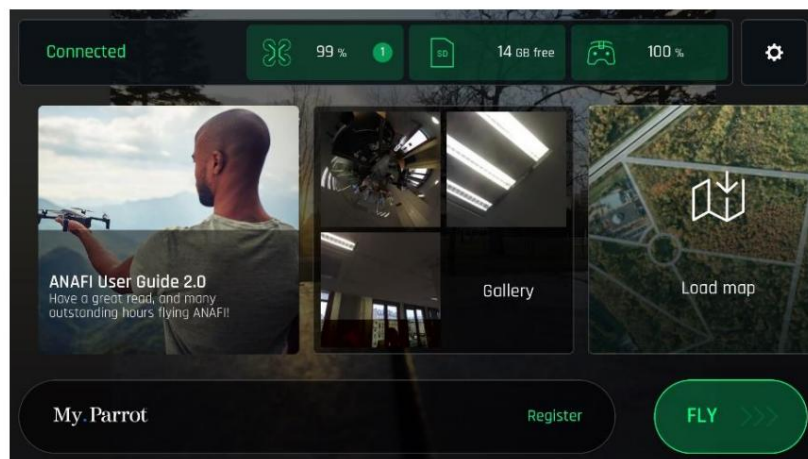 Connected
99 %
1
SD
14 GB free
100 %
ANAFI User Guide 2.0
Have a great read, and many
outstanding hours flying ANAFI!
Gallery
Load map
My.Parrot
Register
FLY